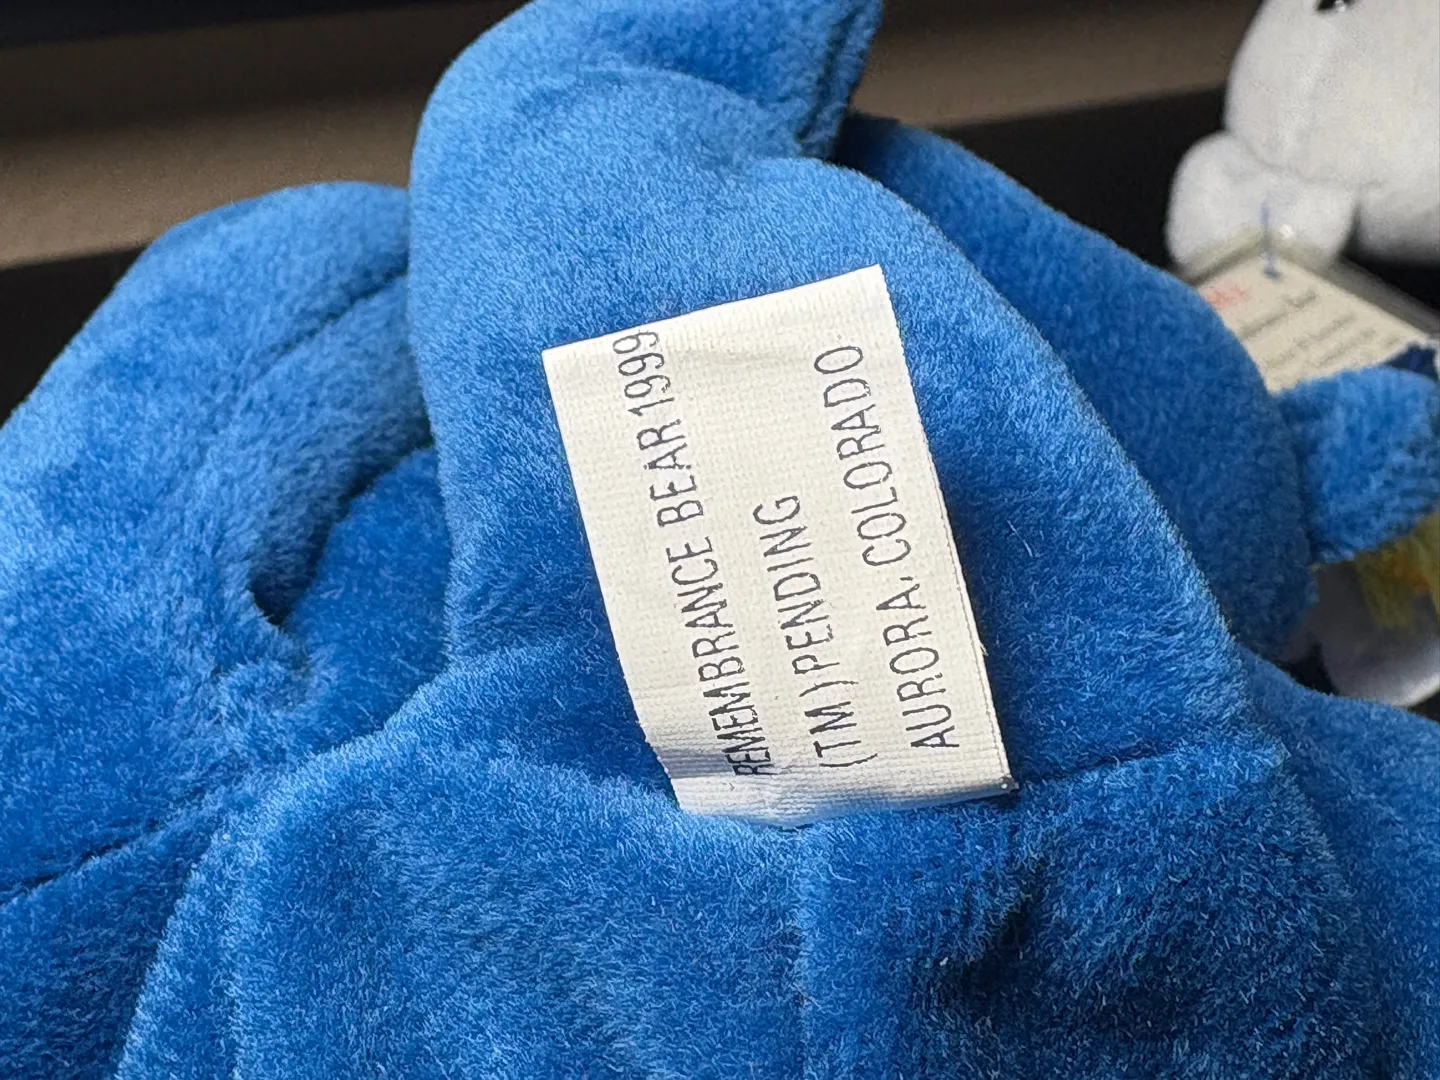 REMEMBRANCE BEAR 1999
(TM) PENDING
AURORA, COLORADO